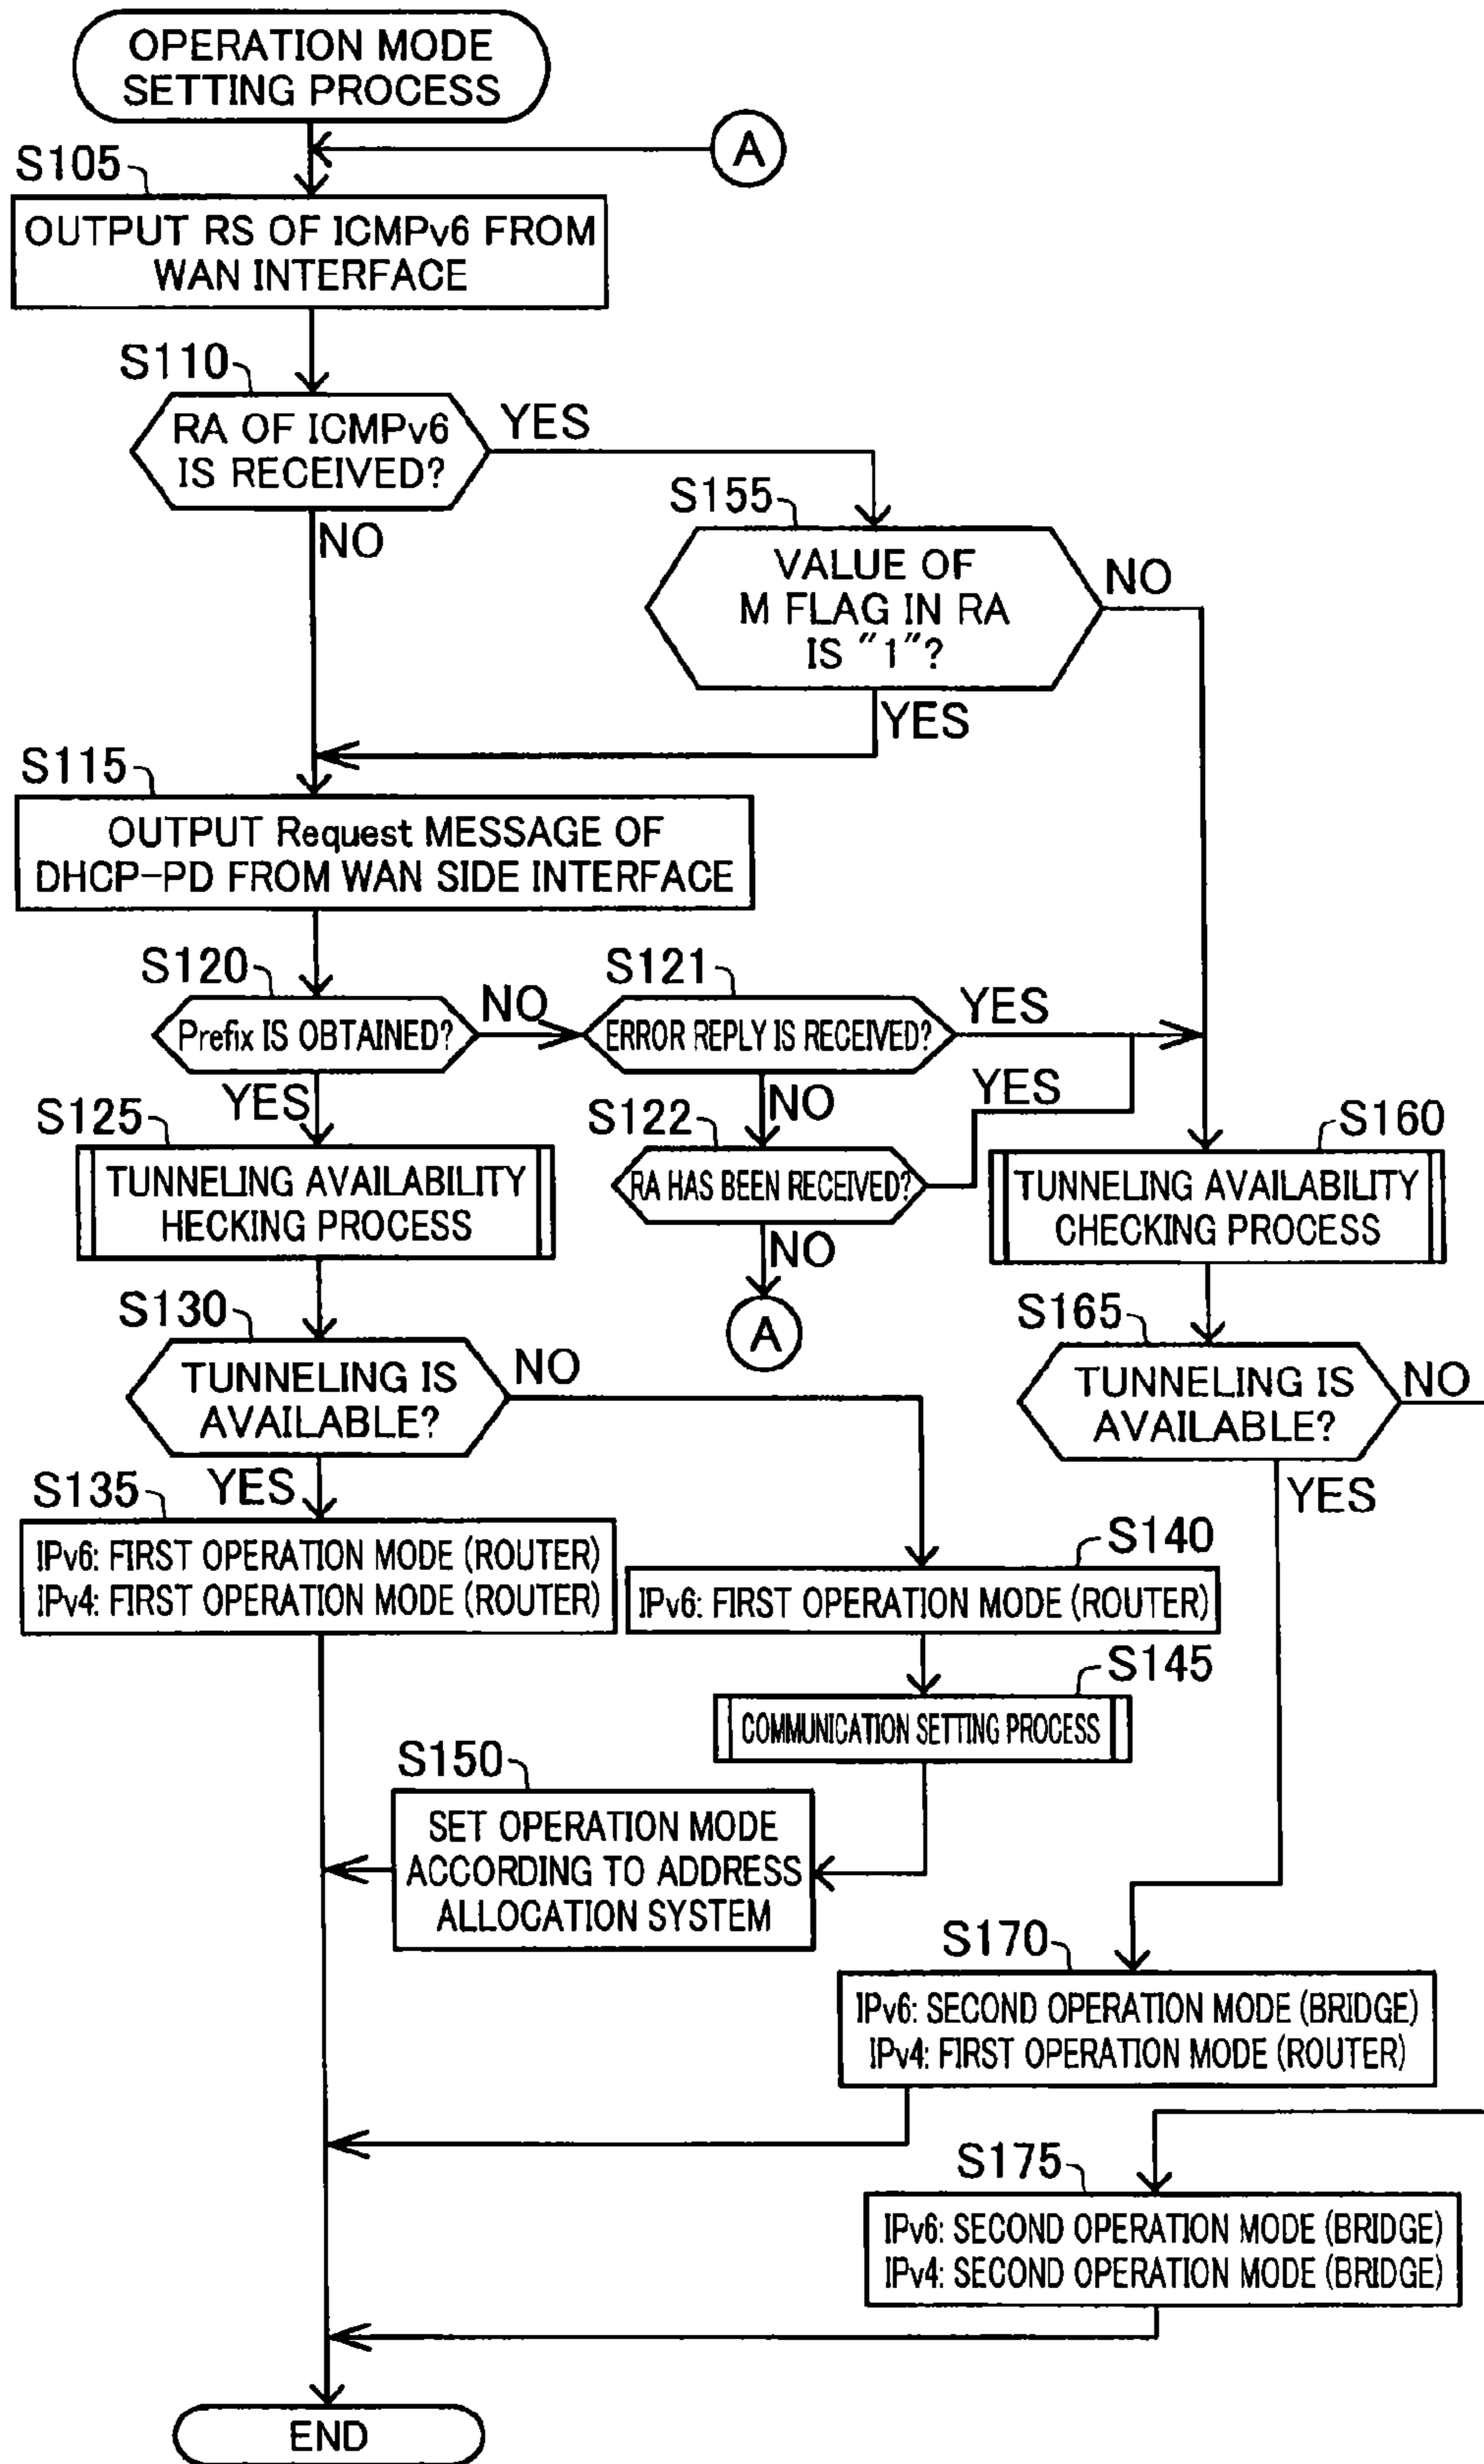 OPERATION MODE
SETTING PROCESS
A
S105
OUTPUT RS OF ICMPv6 FROM
WAN INTERFACE
S110
RA OF ICMPv6
IS RECEIVED?
YES
NO
S155
VALUE OF
M FLAG IN RA
IS "1"?
NO
YES
S115
OUTPUT Request MESSAGE OF
DHCP-PD FROM WAN SIDE INTERFACE
S120
Prefix IS OBTAINED?
NO
YES
S121
ERROR REPLY IS RECEIVED?
YES
NO
S122
RA HAS BEEN RECEIVED?
YES
NO
A
S125
TUNNELING AVAILABILITY
HECKING PROCESS
S160
TUNNELING AVAILABILITY
CHECKING PROCESS
S130
TUNNELING IS
AVAILABLE?
NO
YES
S165
TUNNELING IS
AVAILABLE?
NO
YES
S135
IPv6: FIRST OPERATION MODE (ROUTER)
IPv4: FIRST OPERATION MODE (ROUTER)
S140
IPv6: FIRST OPERATION MODE (ROUTER)
S145
COMMUNICATION SETTING PROCESS
S150
SET OPERATION MODE
ACCORDING TO ADDRESS
ALLOCATION SYSTEM
S170
IPv6: SECOND OPERATION MODE (BRIDGE)
IPv4: FIRST OPERATION MODE (ROUTER)
S175
IPv6: SECOND OPERATION MODE (BRIDGE)
IPv4: SECOND OPERATION MODE (BRIDGE)
END